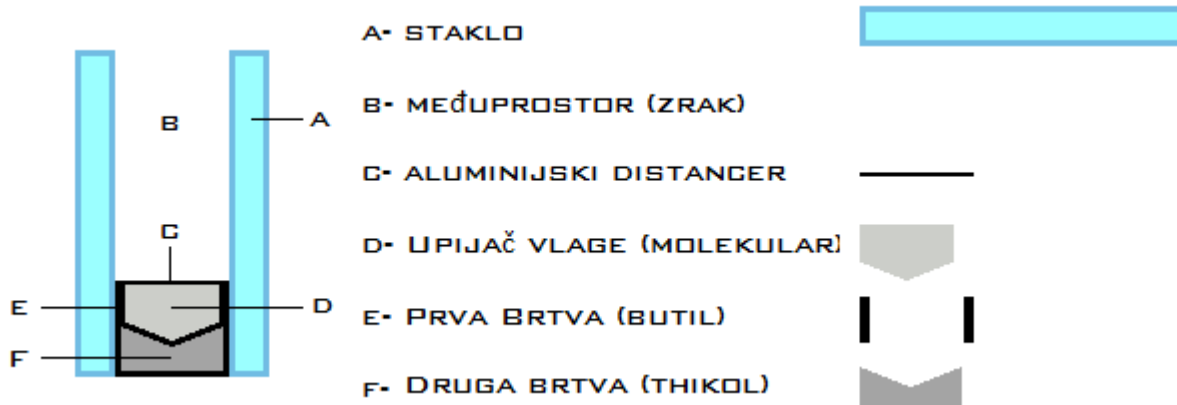 A- STAKLO
B
A
B- MEĐUPROSTOR (ZRAK)
C- ALUMINIJSKI DISTANCER
C
D- UPIJAČ VLAGE (MOLEKULAR)
E
D
E- PRVA BRTVA (BUTIL)
F
F- DRUGA BRTVA (THIKOL)